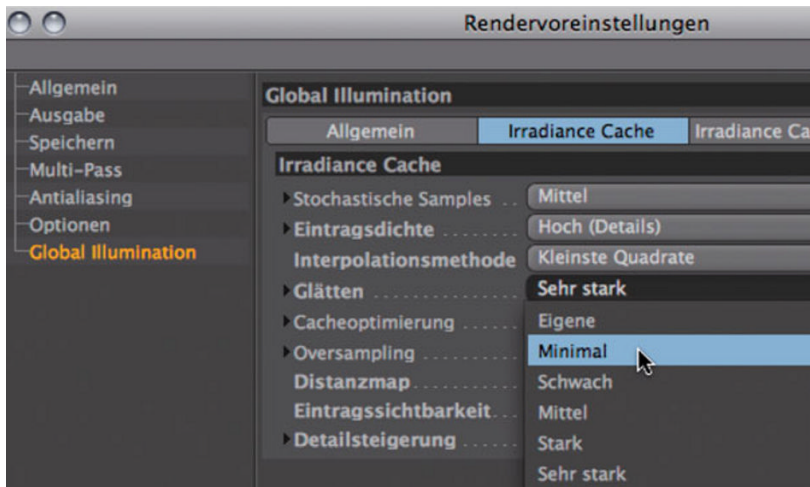 Rendervoreinstellungen
Allgemein
Ausgabe
Speichern
Multi-Pass
Antialiasing
Optionen
Global Illumination
Global Illumination
Allgemein Irradiance Cache Irradiance Ca
Irradiance Cache
Stochastische Samples .. Mittel
Eintragsdichte ........ Hoch (Details)
Interpolationsmethode Kleinste Quadrate
Glätten ............... Sehr stark
Cacheoptimierung ......
Oversampling ..........
Distanzmap ............
Eintragssichtbarkeit...
Detailsteigerung ......
Eigene
Minimal
Schwach
Mittel
Stark
Sehr stark